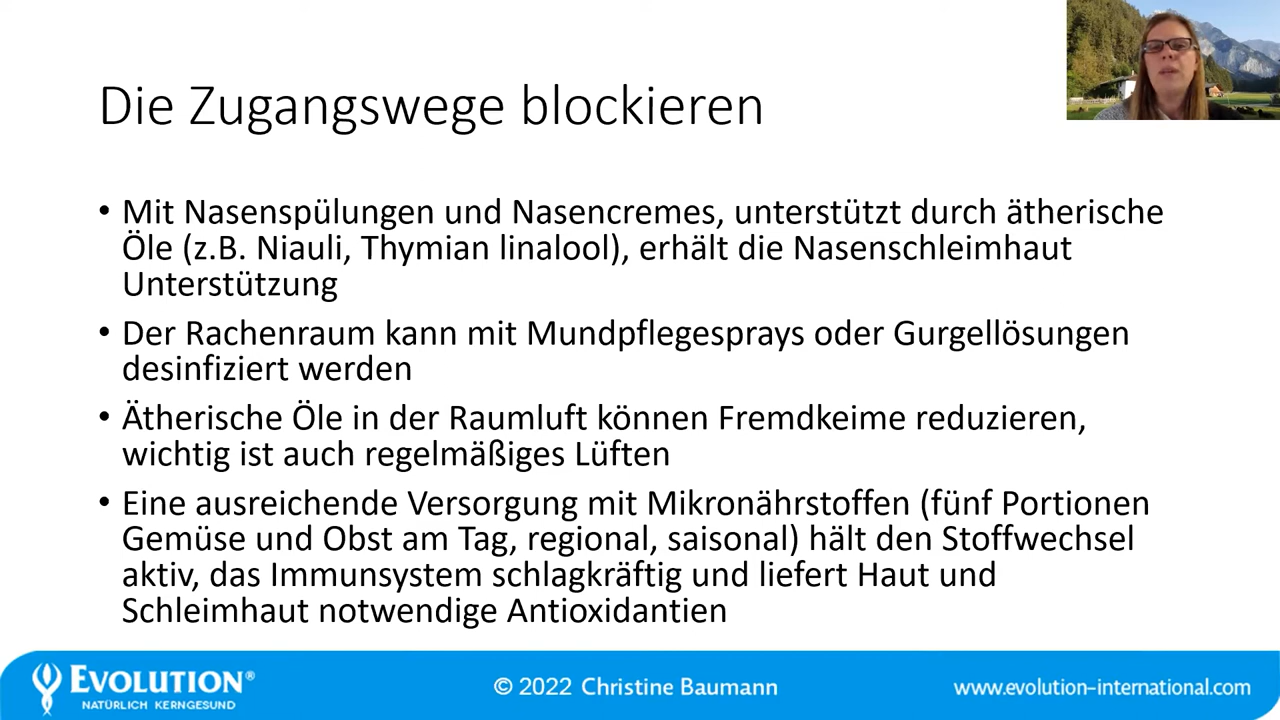 Die Zugangswege blockieren
• Mit Nasenspülungen und Nasencremes, unterstützt durch ätherische
Öle (z.B. Niauli, Thymian linalool), erhält die Nasenschleimhaut
Unterstützung
• Der Rachenraum kann mit Mundpflegesprays oder Gurgellösungen
desinfiziert werden
• Ätherische Öle in der Raumluft können Fremdkeime reduzieren,
wichtig ist auch regelmäßiges Lüften
• Eine ausreichende Versorgung mit Mikronährstoffen (fünf Portionen
Gemüse und Obst am Tag, regional, saisonal) hält den Stoffwechsel
aktiv, das Immunsystem schlagkräftig und liefert Haut und
Schleimhaut notwendige Antioxidantien
EVOLUTION®
NATÜRLICH KERNGESUND
© 2022 Christine Baumann
www.evolution-international.com